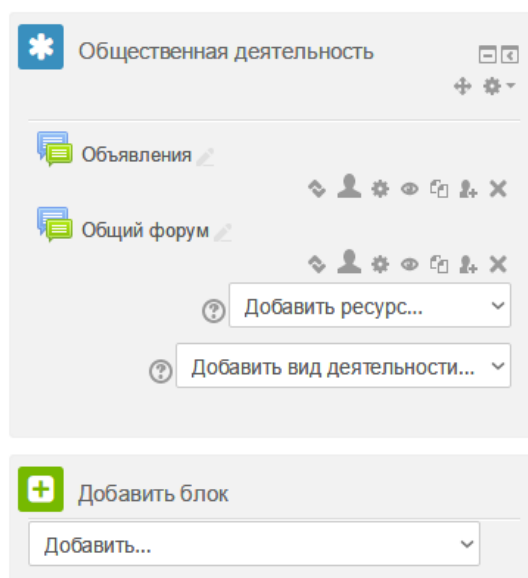 Общественная деятельность
Объявления
Общий форум
Добавить ресурс...
Добавить вид деятельности...
Добавить блок
Добавить...